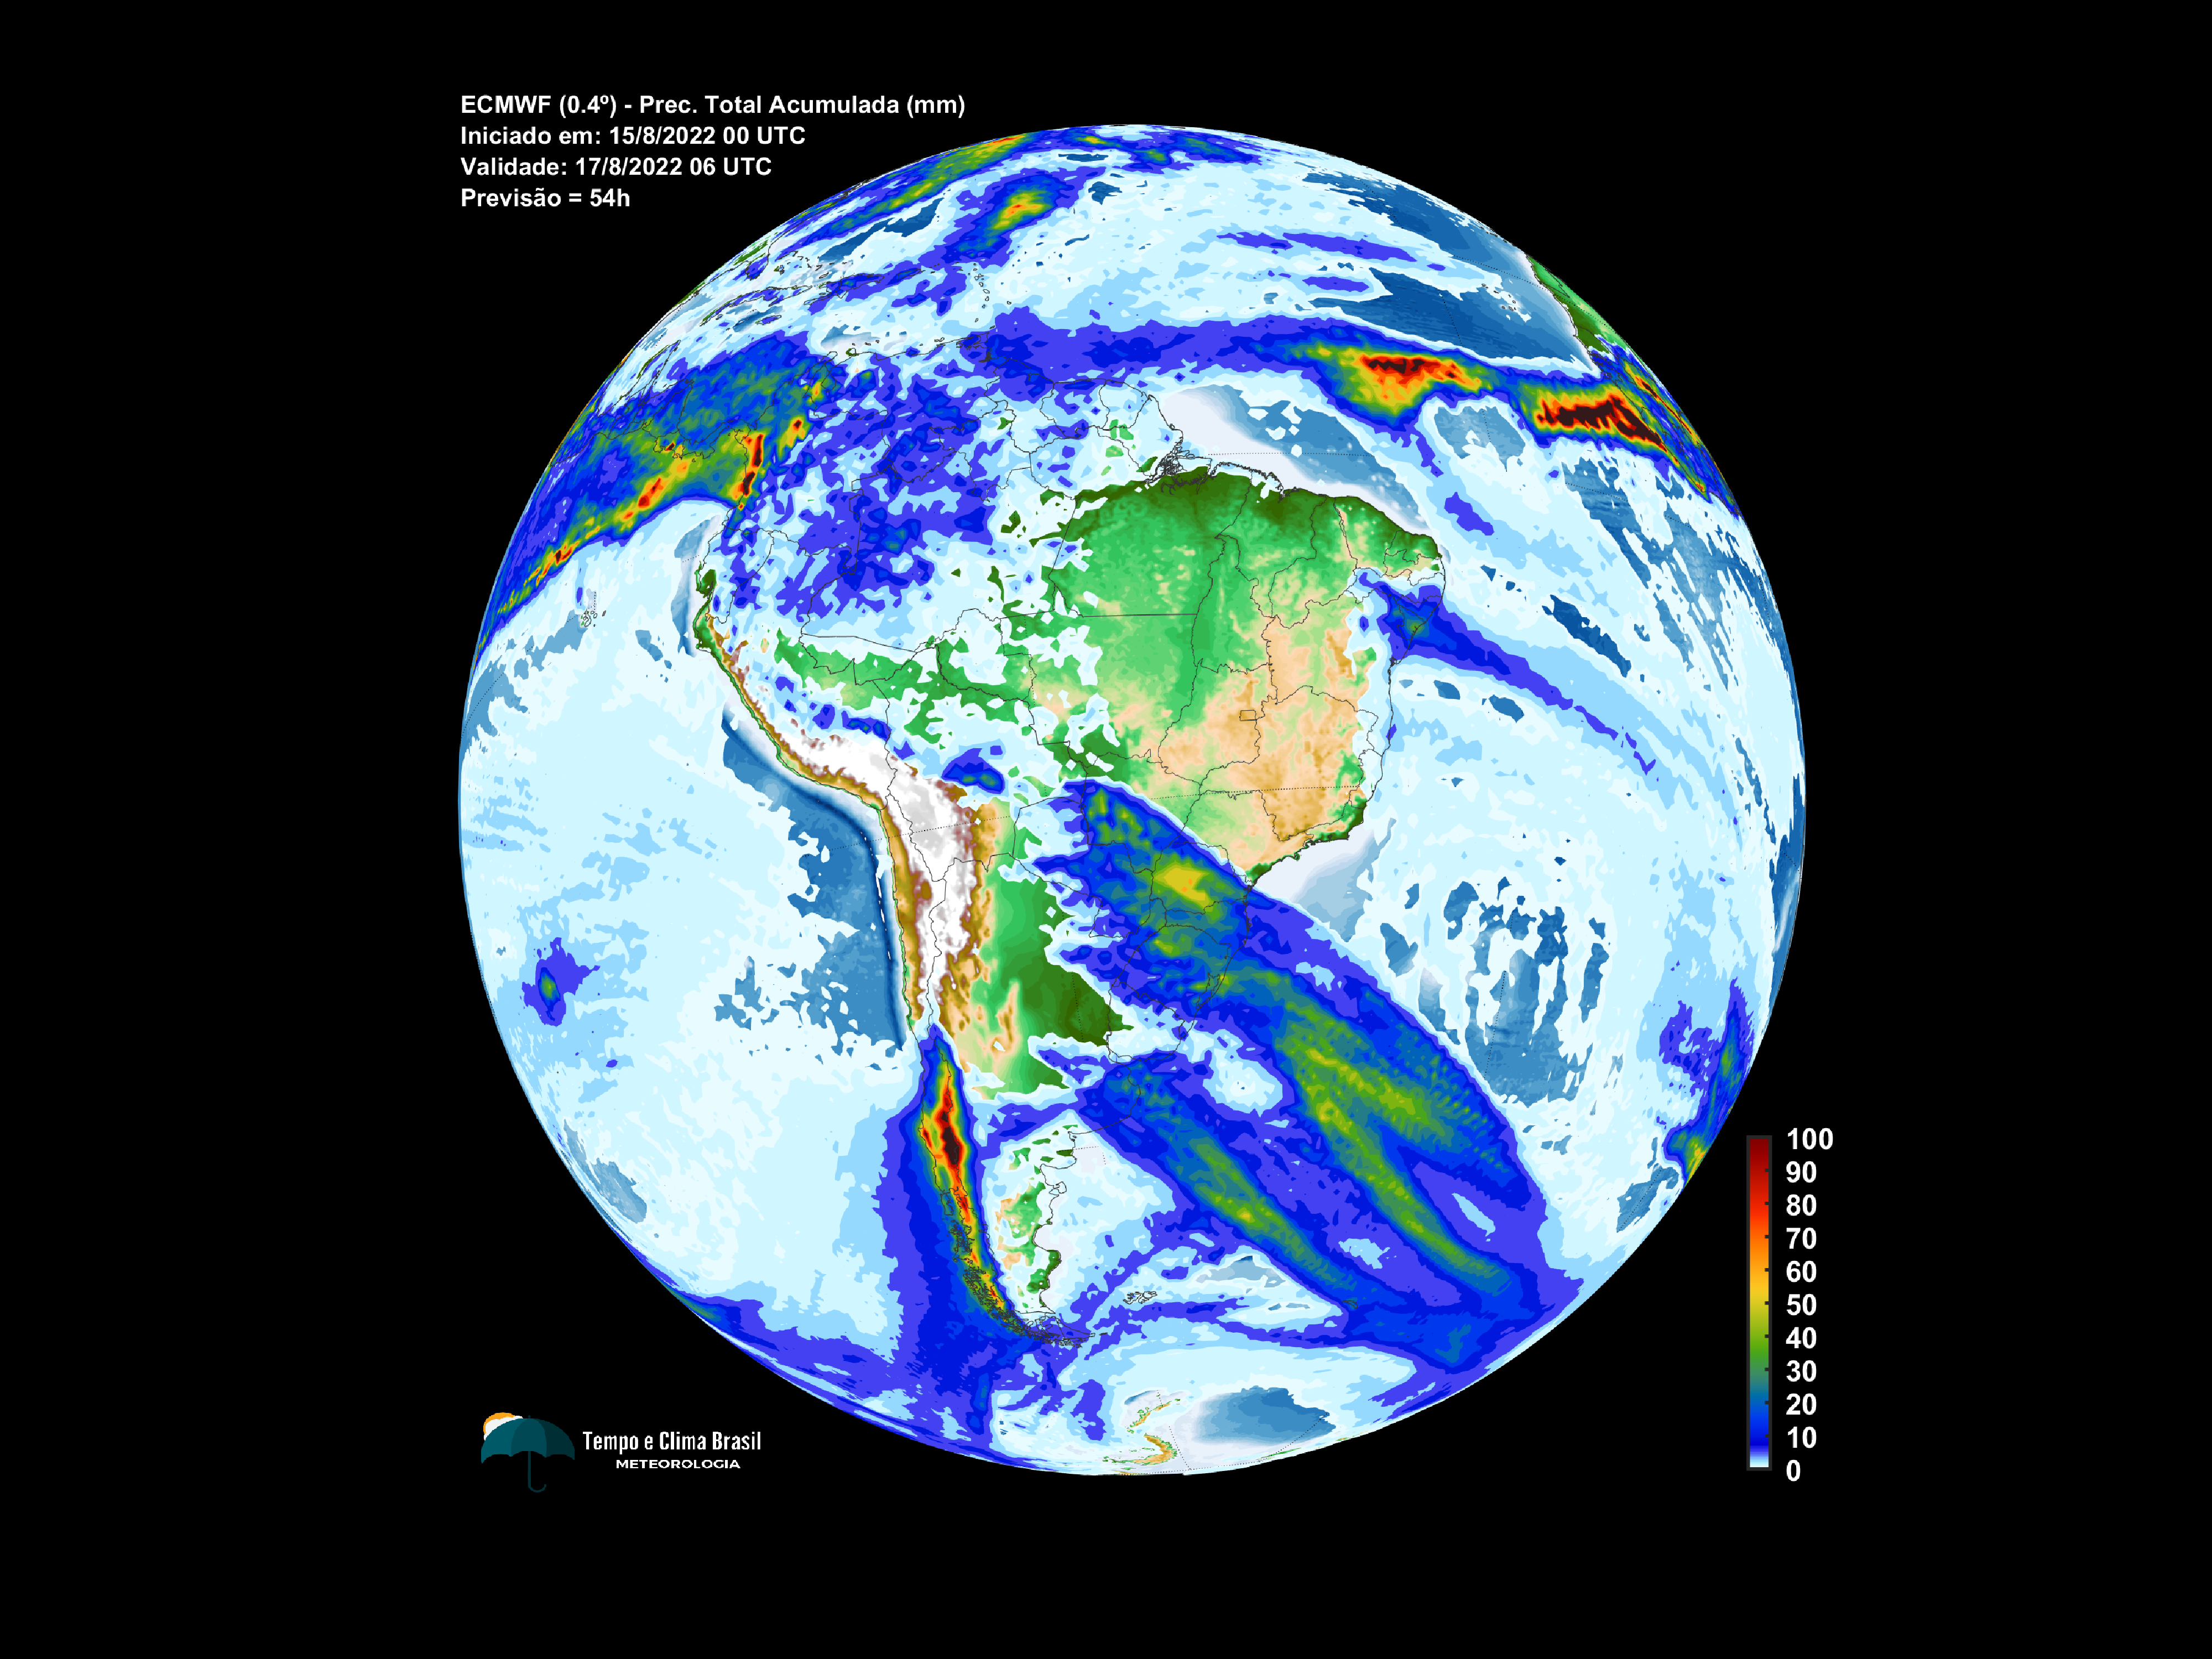 ECMWF (0.4º) - Prec. Total Acumulada (mm)
Iniciado em: 15/8/2022 00 UTC
Validade: 17/8/2022 06 UTC
Previsão = 54h
100
90
80
70
60
50
40
30
20
10
0
Tempo e Clima Brasil
METEOROLOGIA